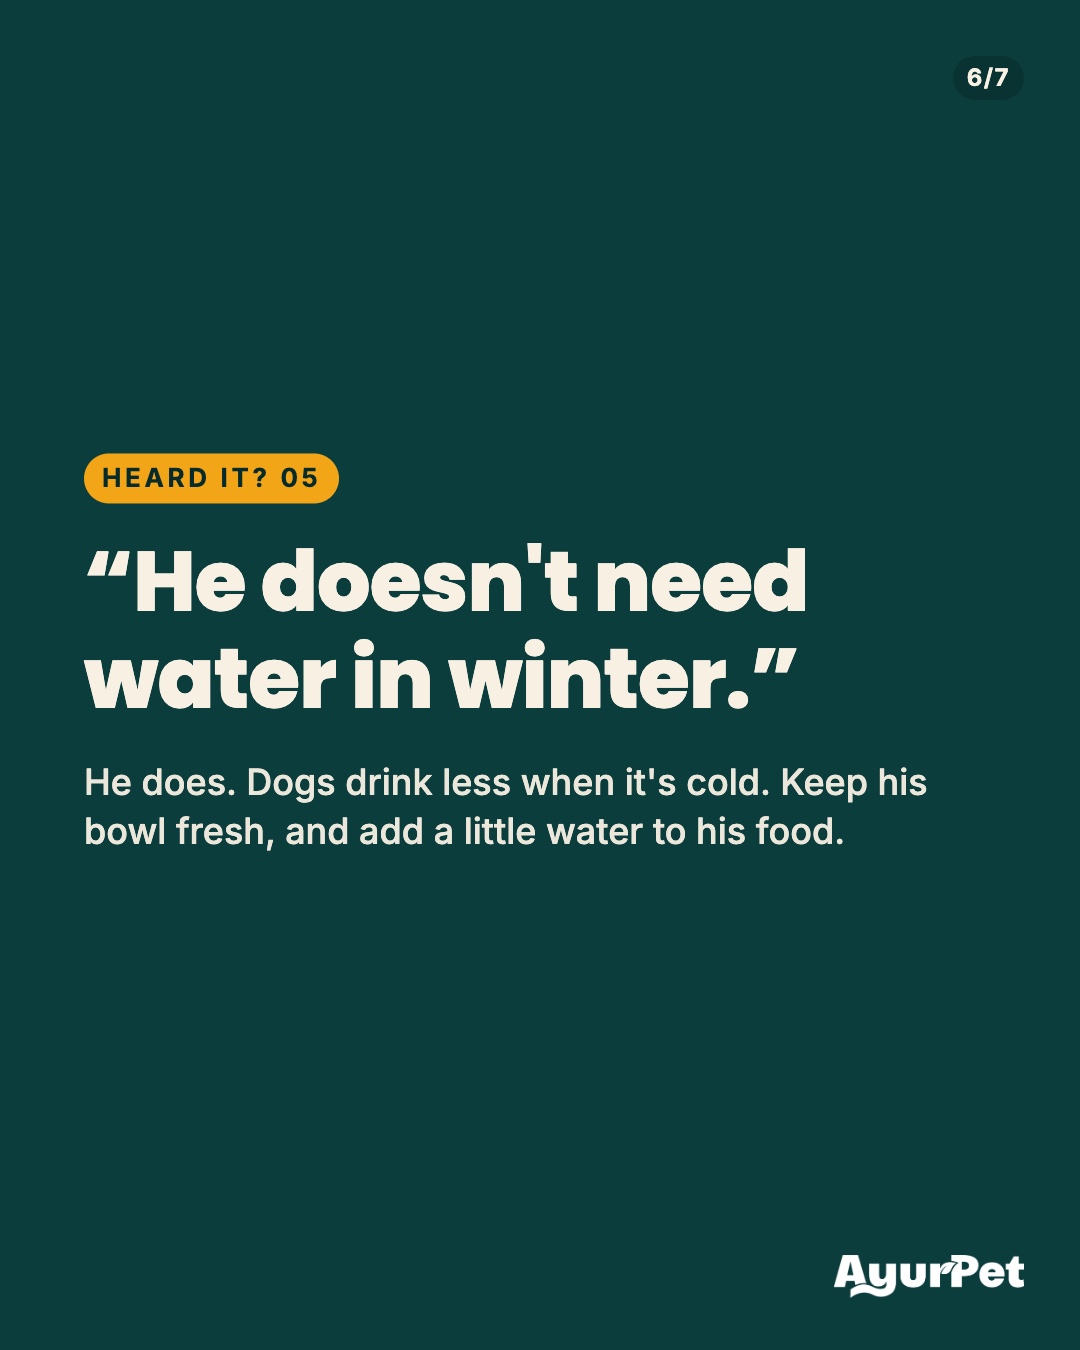 6/7
HEARD IT? 05
“He doesn't need
water in winter.”
He does. Dogs drink less when it's cold. Keep his
bowl fresh, and add a little water to his food.
AyurPet